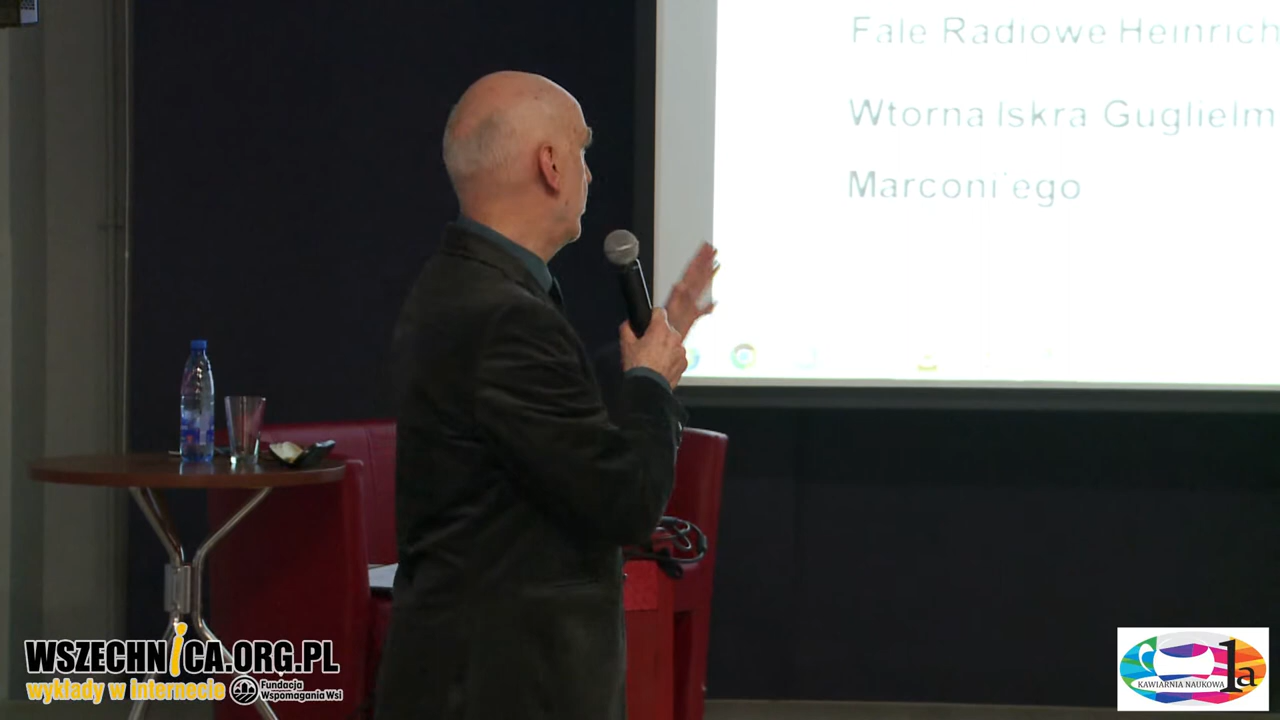 Fale Radiowe Heinrich
Wtorna Iskra Guglielm
Marconi'ego
WSZECHNICA.ORG.PL
wykłady w internecie
Fundacja
Wspomagania Wsi
KAWIARNIA NAUKOWA 1a